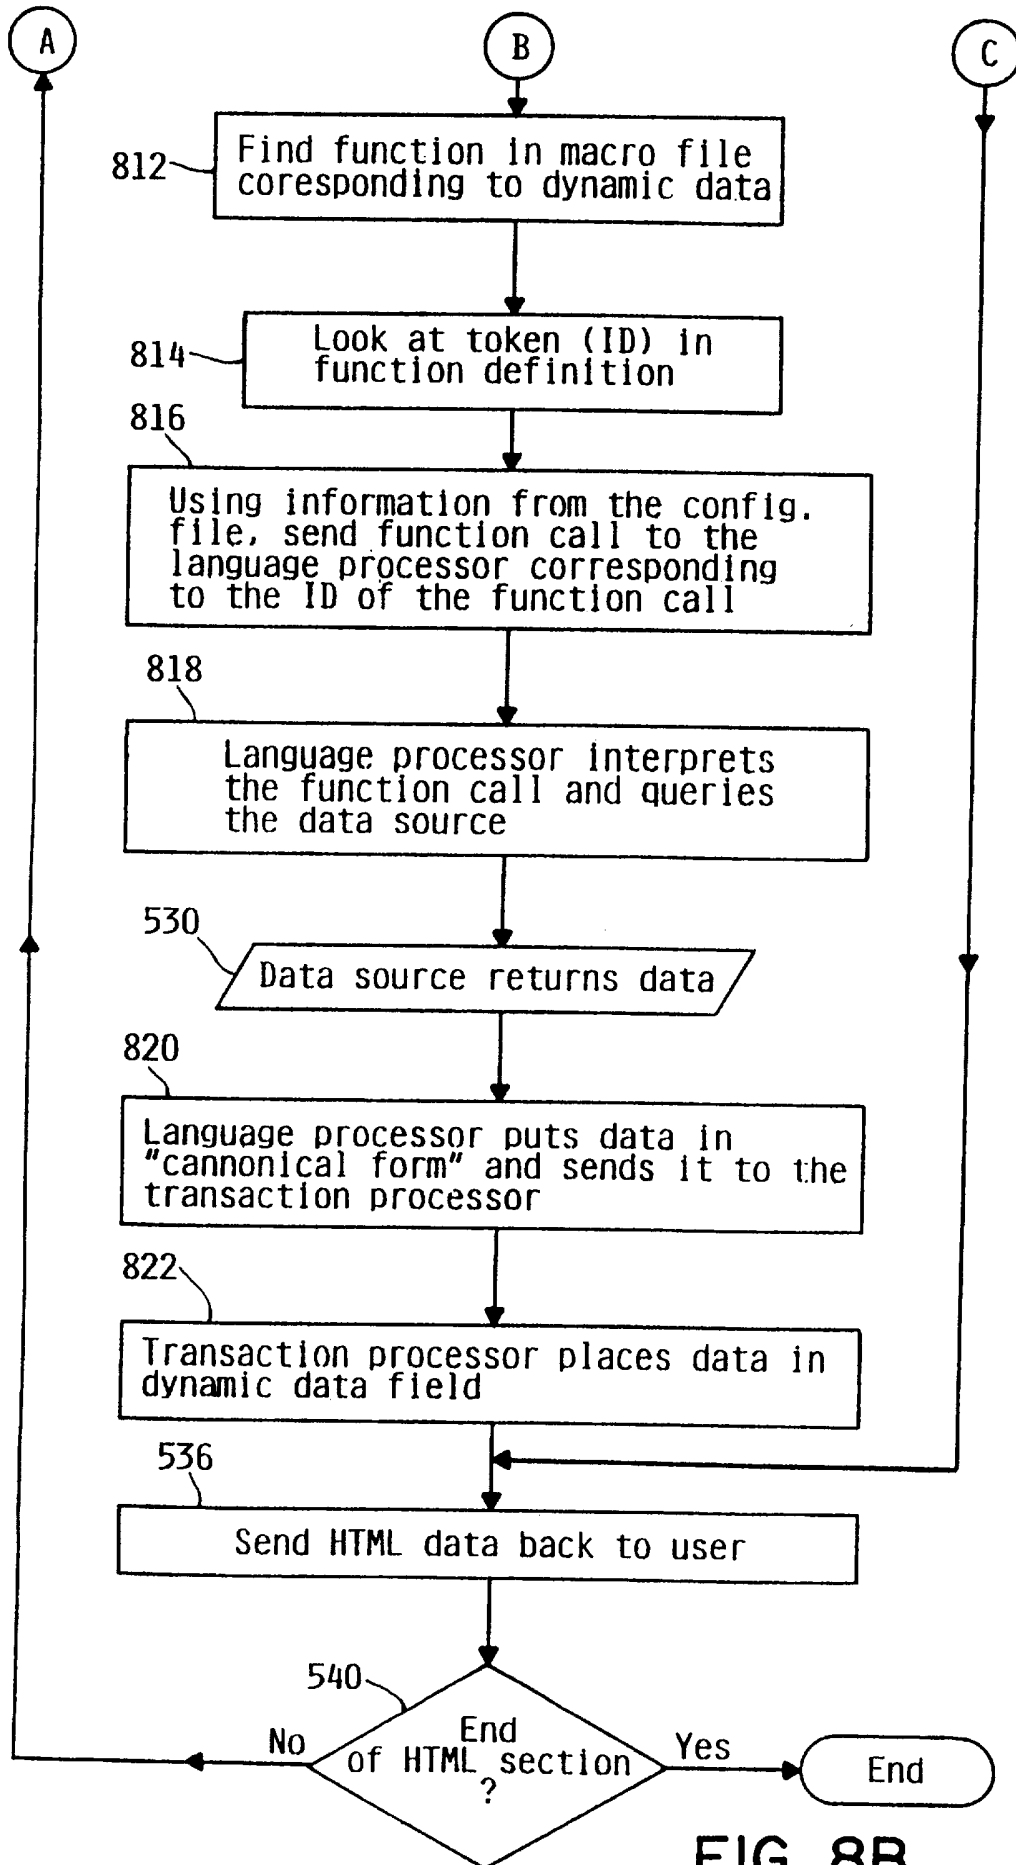 A
B
C
812
Find function in macro file
coresponding to dynamic data
814
Look at token (ID) in
function definition
816
Using information from the config.
file, send function call to the
language processor corresponding
to the ID of the function call
818
Language processor interprets
the function call and queries
the data source
530
Data source returns data
820
Language processor puts data in
"cannonical form" and sends it to the
transaction processor
822
Transaction processor places data in
dynamic data field
536
Send HTML data back to user
540
End
of HTML section
?
No
Yes
End
FIG. 8B